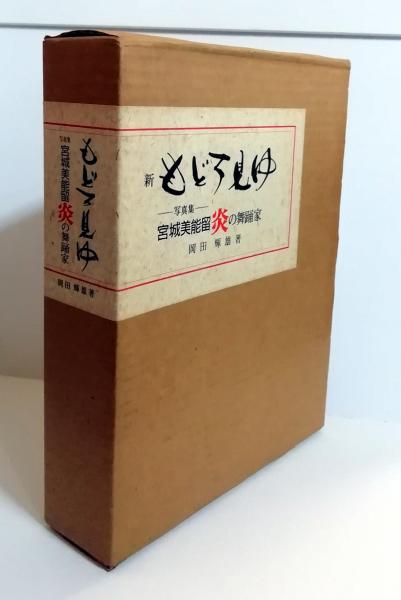 新 もどろ見ゆ
―写真集―
宮城美能留 炎の舞踊家
岡田輝雄著
写真集
もどろ見ゆ
宮城美能留 炎の舞踊家
岡田輝雄著